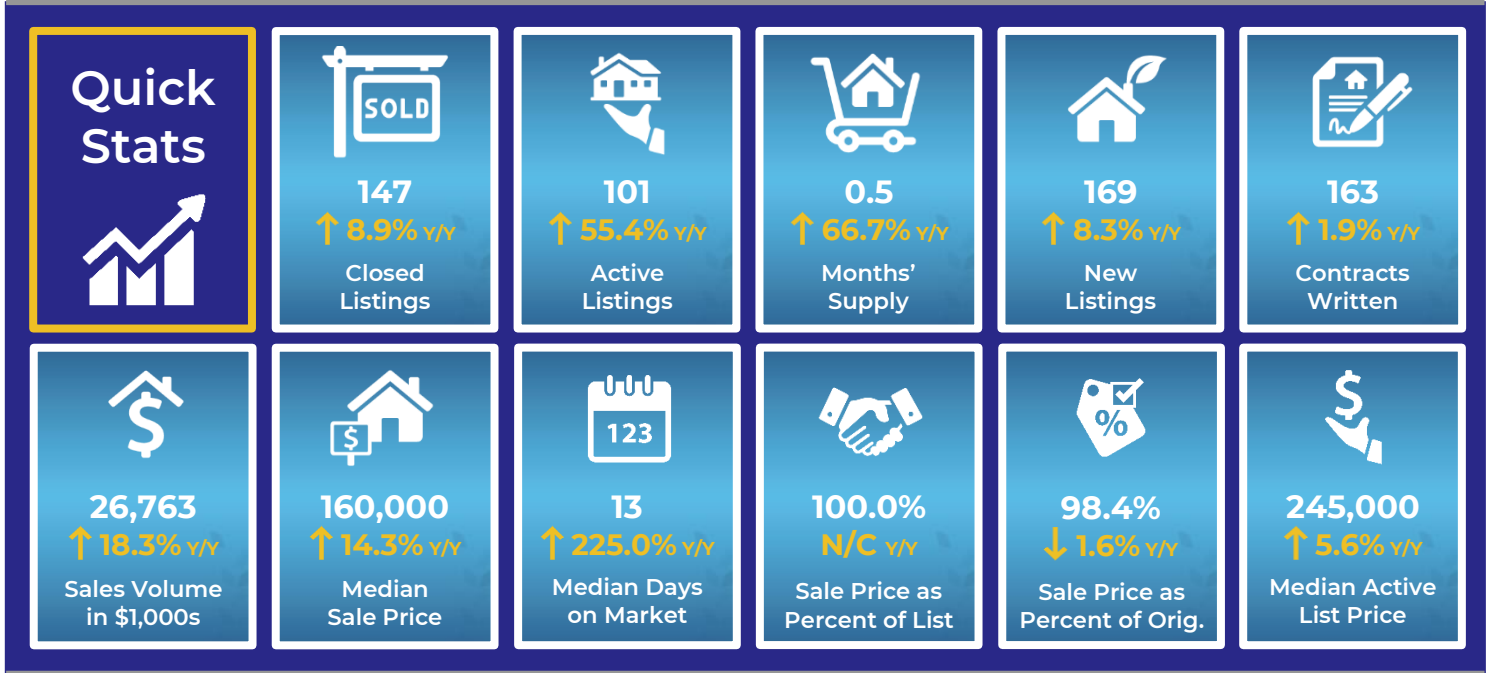 Quick
Stats
SOLD
147
↑ 8.9% Y/Y
Closed
Listings
101
↑ 55.4% Y/Y
Active
Listings
0.5
↑ 66.7% Y/Y
Months’
Supply
169
↑ 8.3% Y/Y
New
Listings
163
↑ 1.9% Y/Y
Contracts
Written
$
26,763
↑ 18.3% Y/Y
Sales Volume
in $1,000s
$
160,000
↑ 14.3% Y/Y
Median
Sale Price
123
13
↑ 225.0% Y/Y
Median Days
on Market
100.0%
N/C Y/Y
Sale Price as
Percent of List
%
98.4%
↓ 1.6% Y/Y
Sale Price as
Percent of Orig.
$
245,000
↑ 5.6% Y/Y
Median Active
List Price